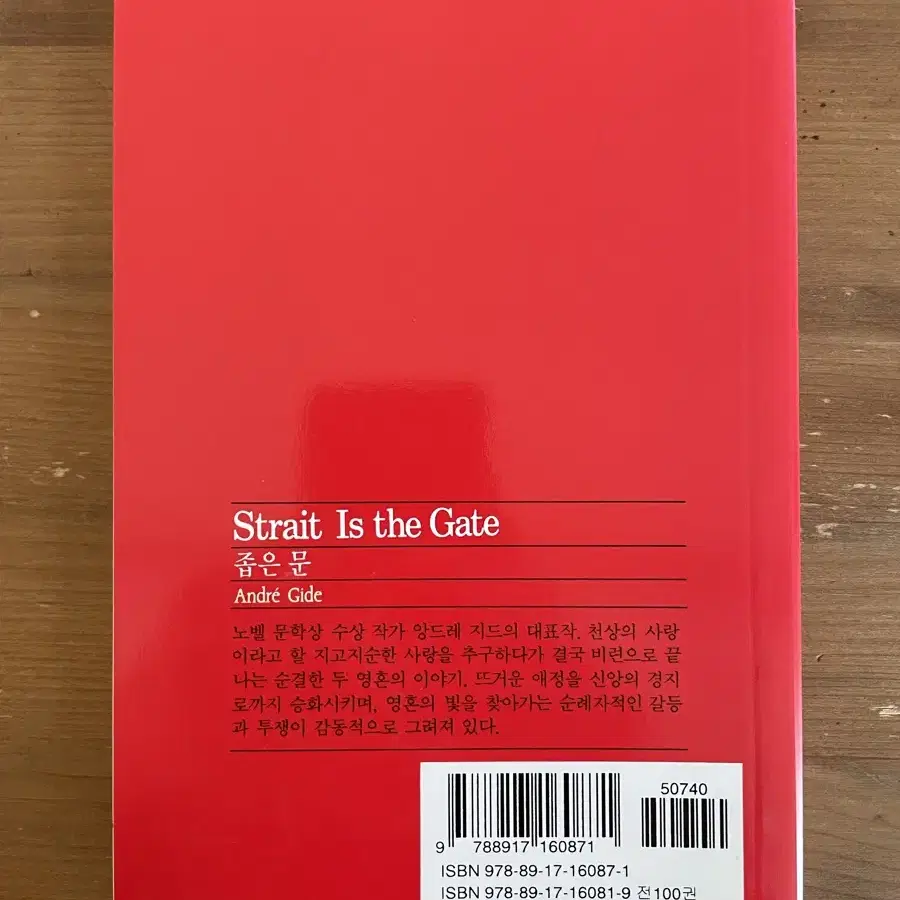 Strait Is the Gate
좁은 문
André Gide
노벨 문학상 수상 작가 앙드레 지드의 대표작. 천상의 사랑
이라고 할 지고지순한 사랑을 추구하다가 결국 비련으로 끝
나는 순결한 두 영혼의 이야기. 뜨거운 애정을 신앙의 경지
로까지 승화시키며, 영혼의 빛을 찾아가는 순례자적인 갈등
과 투쟁이 감동적으로 그려져 있다.
50740
9 788917 160871
ISBN 978-89-17-16087-1
ISBN 978-89-17-16081-9 전100권